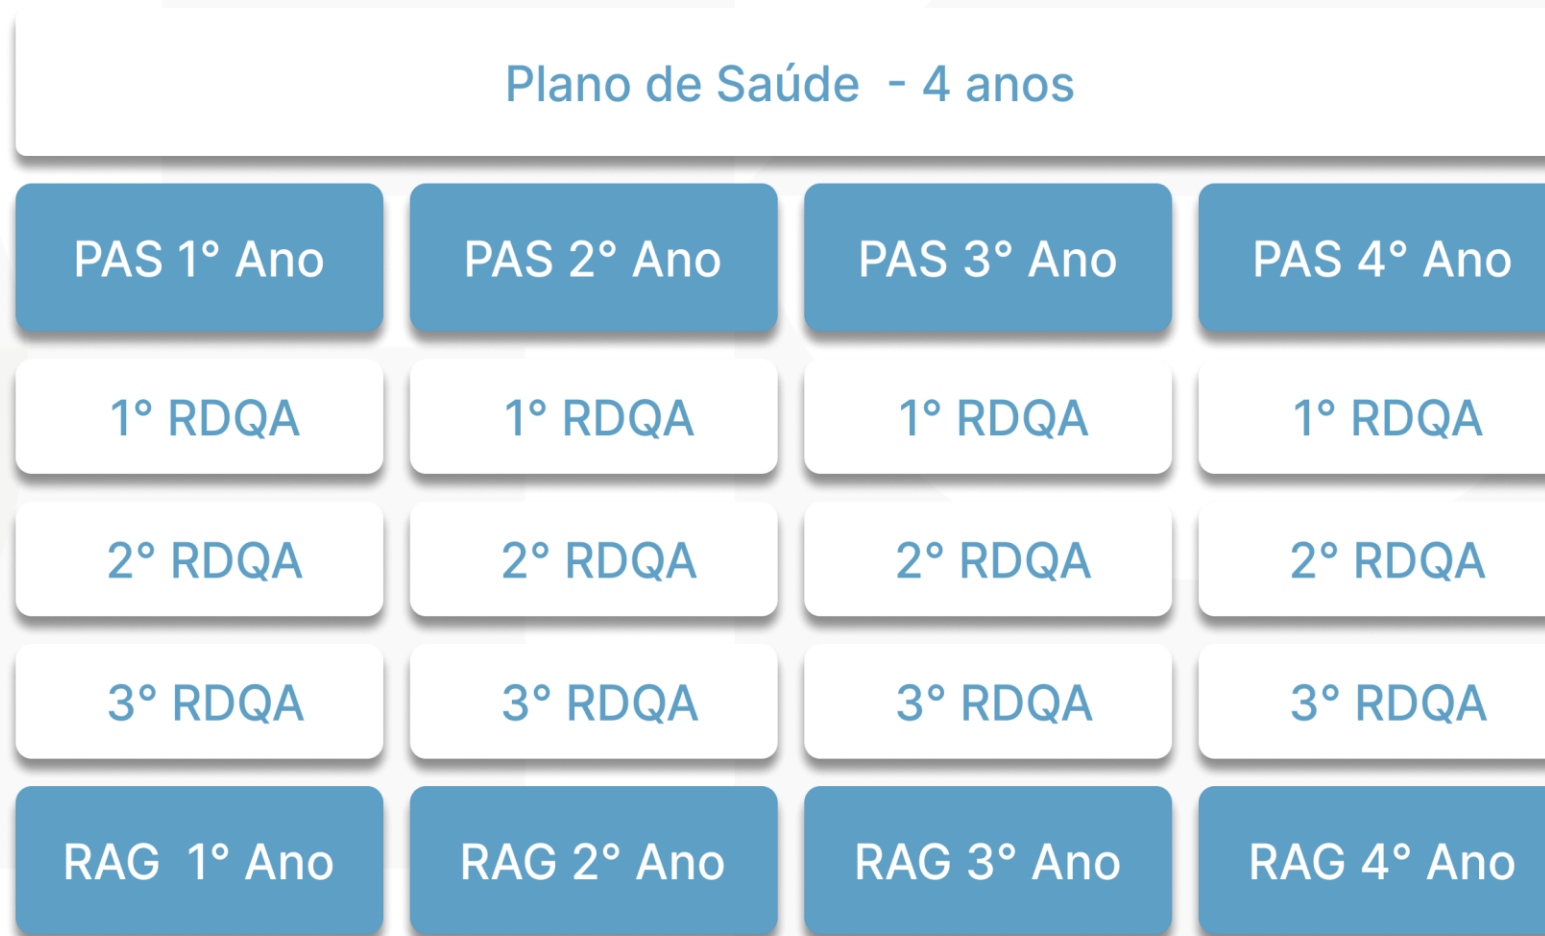 Plano de Saúde  - 4 anos
PAS 1° Ano
PAS 2° Ano
PAS 3° Ano
PAS 4° Ano
1° RDQA
1° RDQA
1° RDQA
1° RDQA
2° RDQA
2° RDQA
2° RDQA
2° RDQA
3° RDQA
3° RDQA
3° RDQA
3° RDQA
RAG  1° Ano
RAG 2° Ano
RAG 3° Ano
RAG 4° Ano